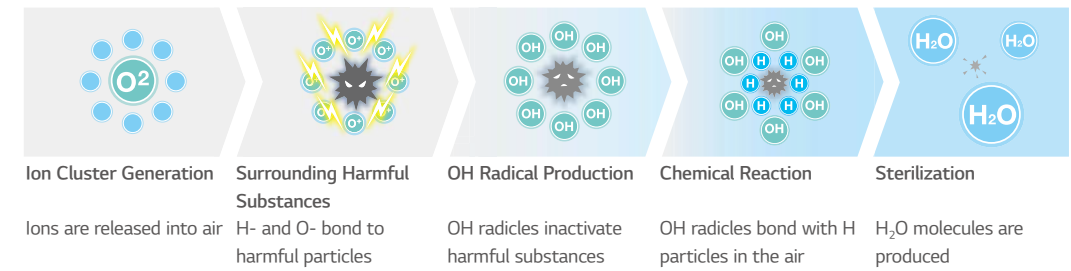 O²
O⁺ O⁺ O⁺
O⁺ O⁺
O⁺ O⁺ O⁺
OH OH OH
OH OH
OH OH OH
OH
OH H H OH
H H
OH H H OH
OH
H₂O H₂O
H₂O
Ion Cluster Generation
Ions are released into air
Surrounding Harmful
Substances
H- and O- bond to
harmful particles
OH Radical Production
OH radicles inactivate
harmful substances
Chemical Reaction
OH radicles bond with H
particles in the air
Sterilization
H₂O molecules are
produced